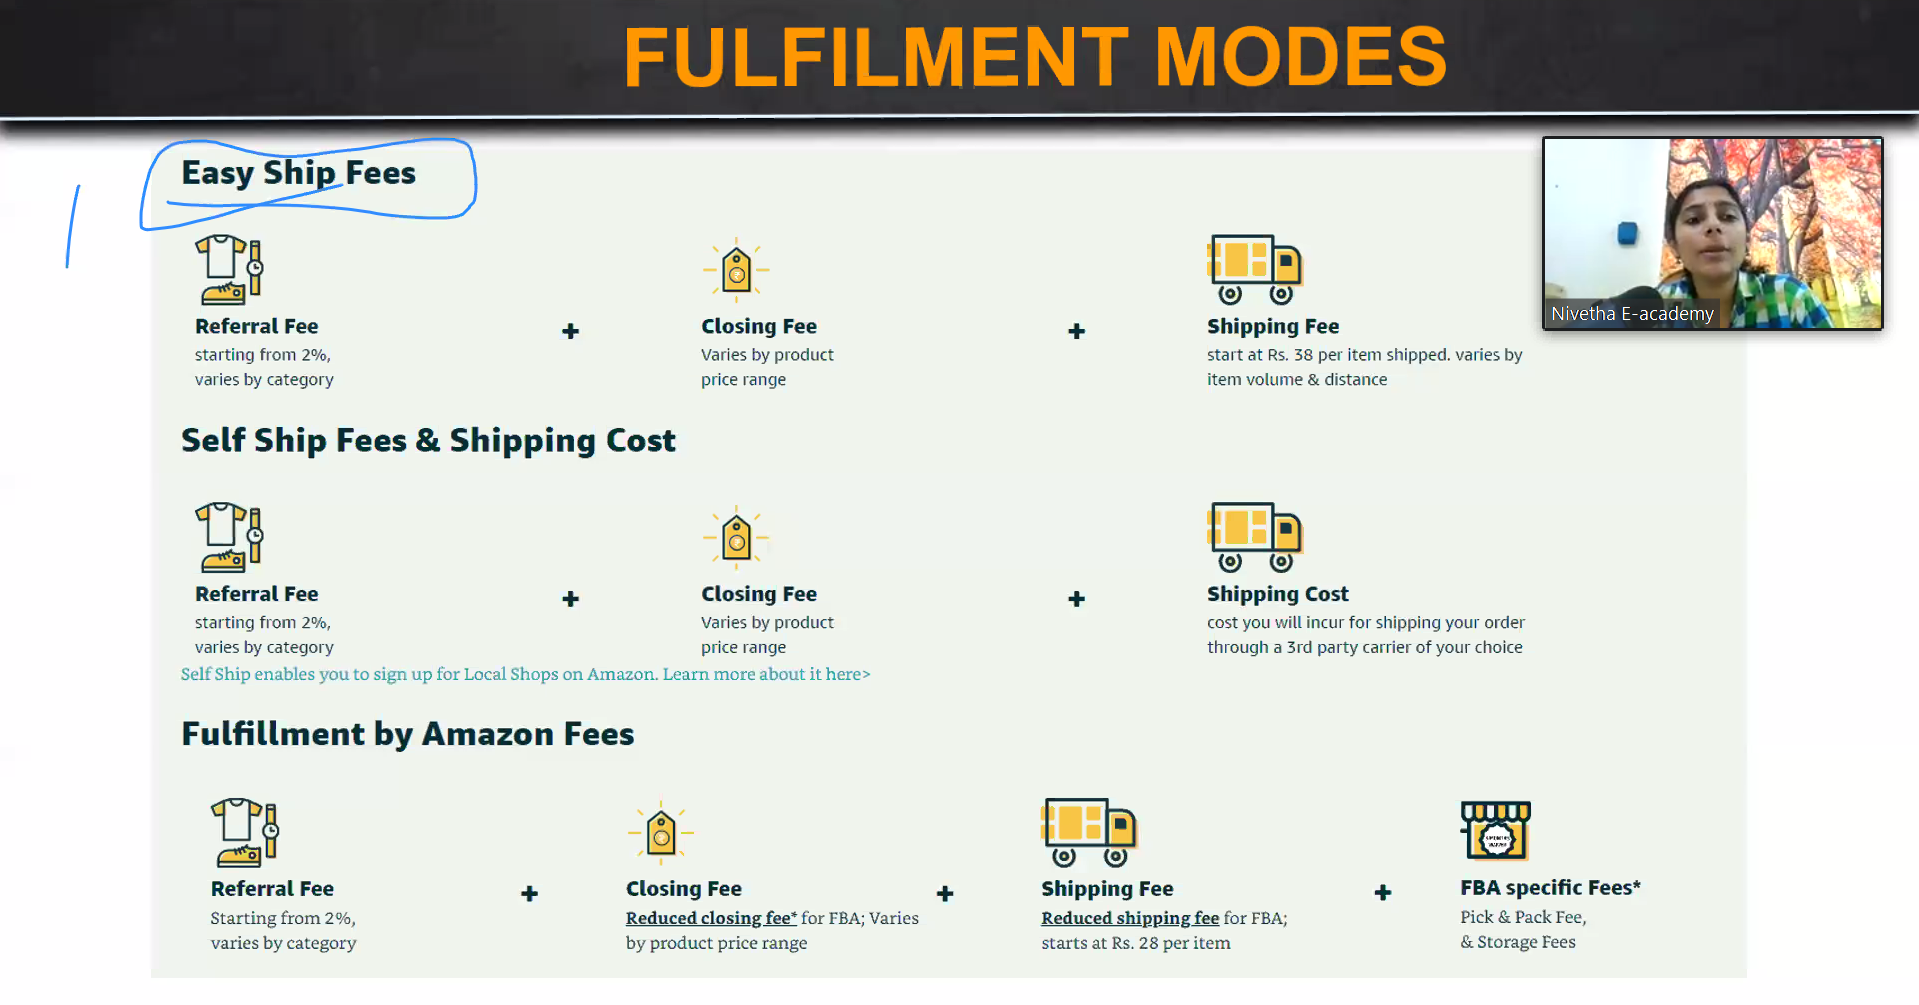 FULFILMENT MODES
Easy Ship Fees
Nivetha E-academy
Referral Fee
starting from 2%,
varies by category
+
Closing Fee
Varies by product
price range
+
Shipping Fee
start at Rs. 38 per item shipped. varies by
item volume & distance
Self Ship Fees & Shipping Cost
Referral Fee
starting from 2%,
varies by category
+
Closing Fee
Varies by product
price range
+
Shipping Cost
cost you will incur for shipping your order
through a 3rd party carrier of your choice
Self Ship enables you to sign up for Local Shops on Amazon. Learn more about it here>
Fulfillment by Amazon Fees
Referral Fee
Starting from 2%,
varies by category
+
Closing Fee
Reduced closing fee* for FBA; Varies
by product price range
+
Shipping Fee
Reduced shipping fee for FBA;
starts at Rs. 28 per item
+
FBA specific Fees*
Pick & Pack Fee,
& Storage Fees